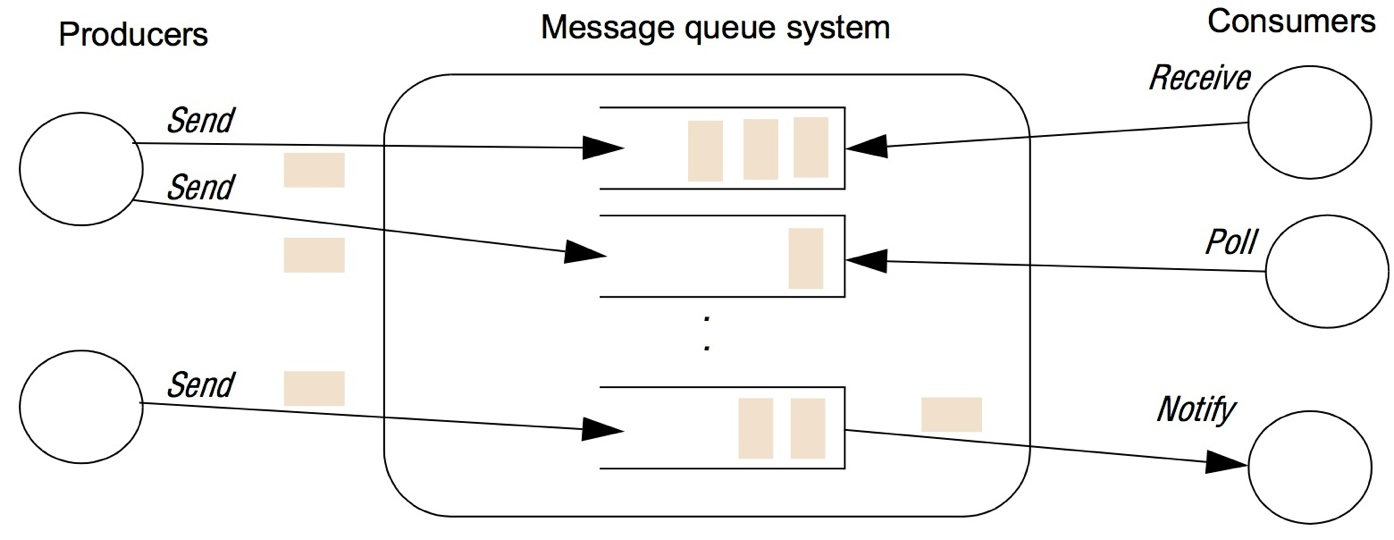 Producers
Message queue system
Consumers
Send
Receive
Send
Poll
Send
Notify